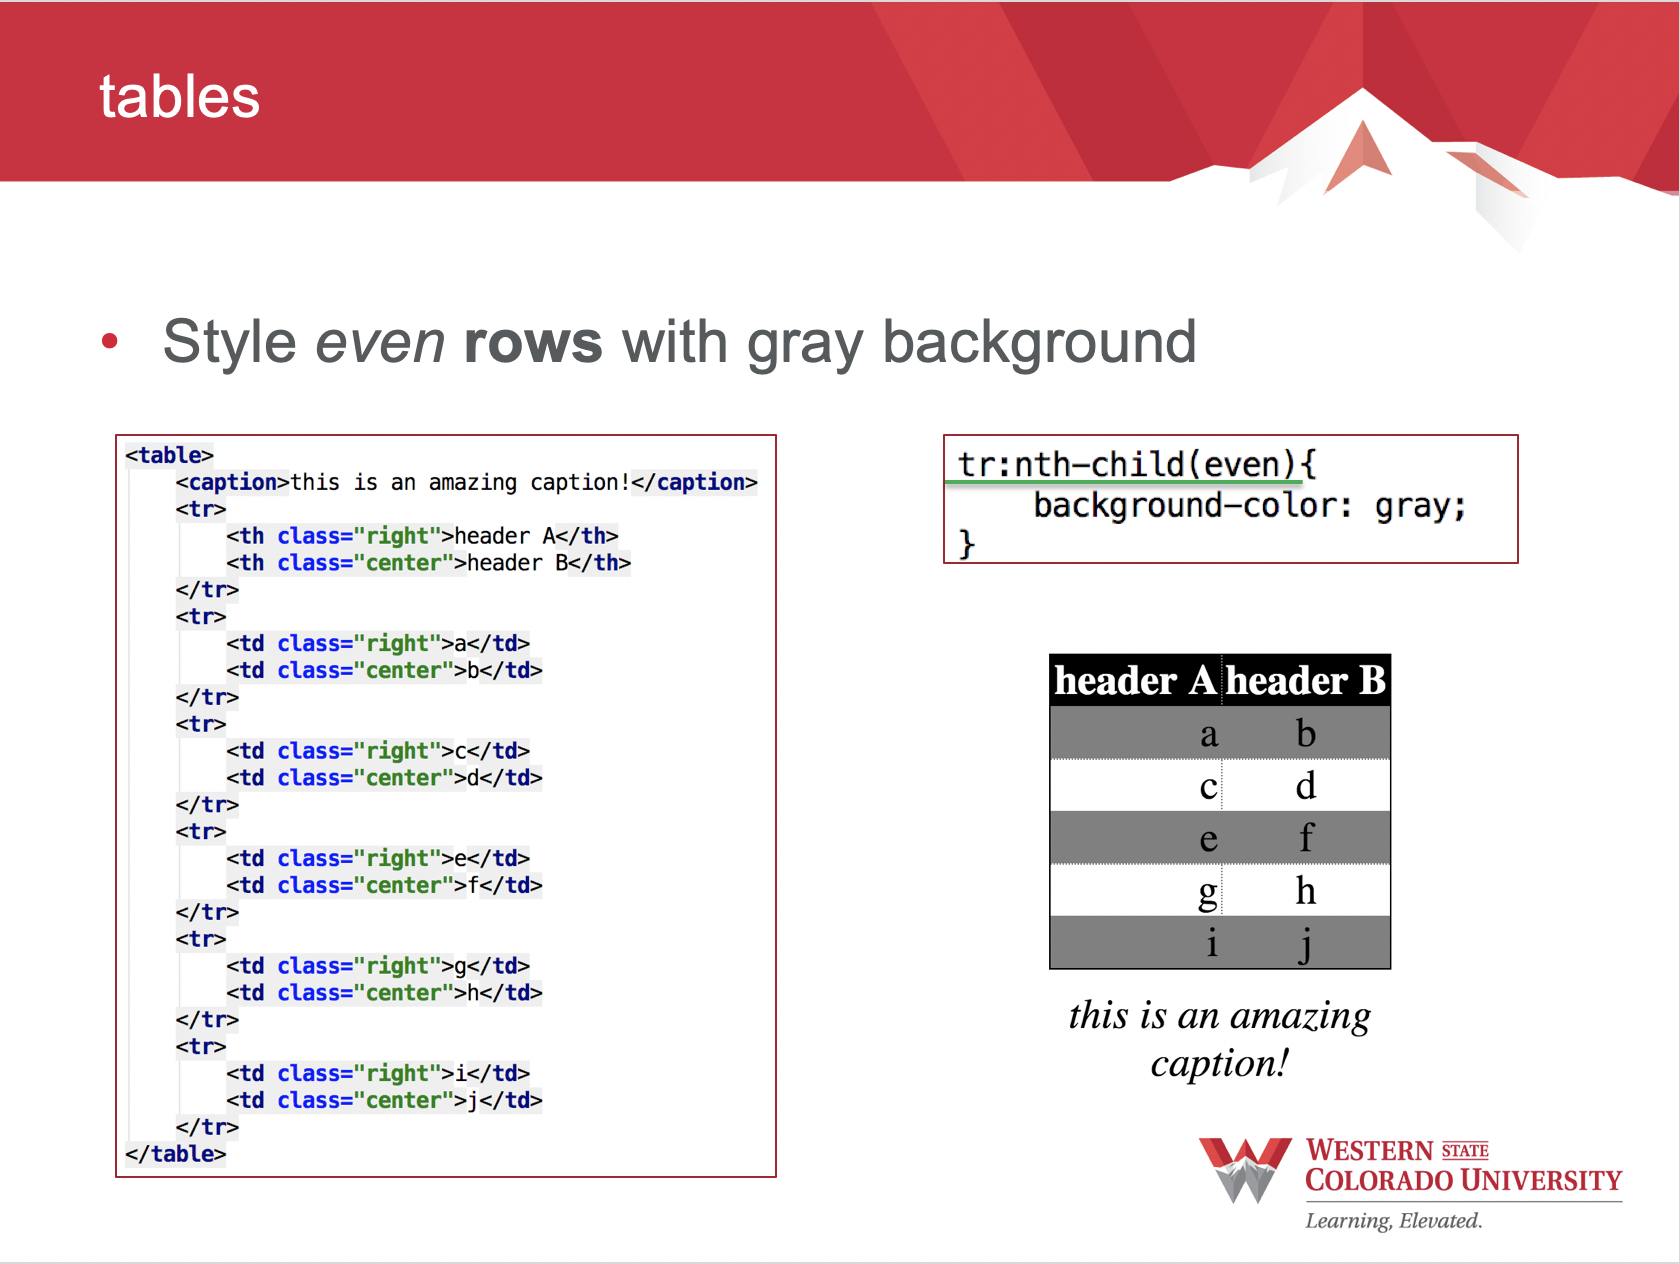 tables
• Style even rows with gray background
<table>
<caption>this is an amazing caption!</caption>
<tr>
<th class="right">header A</th>
<th class="center">header B</th>
</tr>
<tr>
<td class="right">a</td>
<td class="center">b</td>
</tr>
<tr>
<td class="right">c</td>
<td class="center">d</td>
</tr>
<tr>
<td class="right">e</td>
<td class="center">f</td>
</tr>
<tr>
<td class="right">g</td>
<td class="center">h</td>
</tr>
<tr>
<td class="right">i</td>
<td class="center">j</td>
</tr>
</table>
tr:nth-child(even){
background-color: gray;
}
header A header B
a b
c d
e f
g h
i j
this is an amazing
caption!
WESTERN STATE
COLORADO UNIVERSITY
Learning, Elevated.